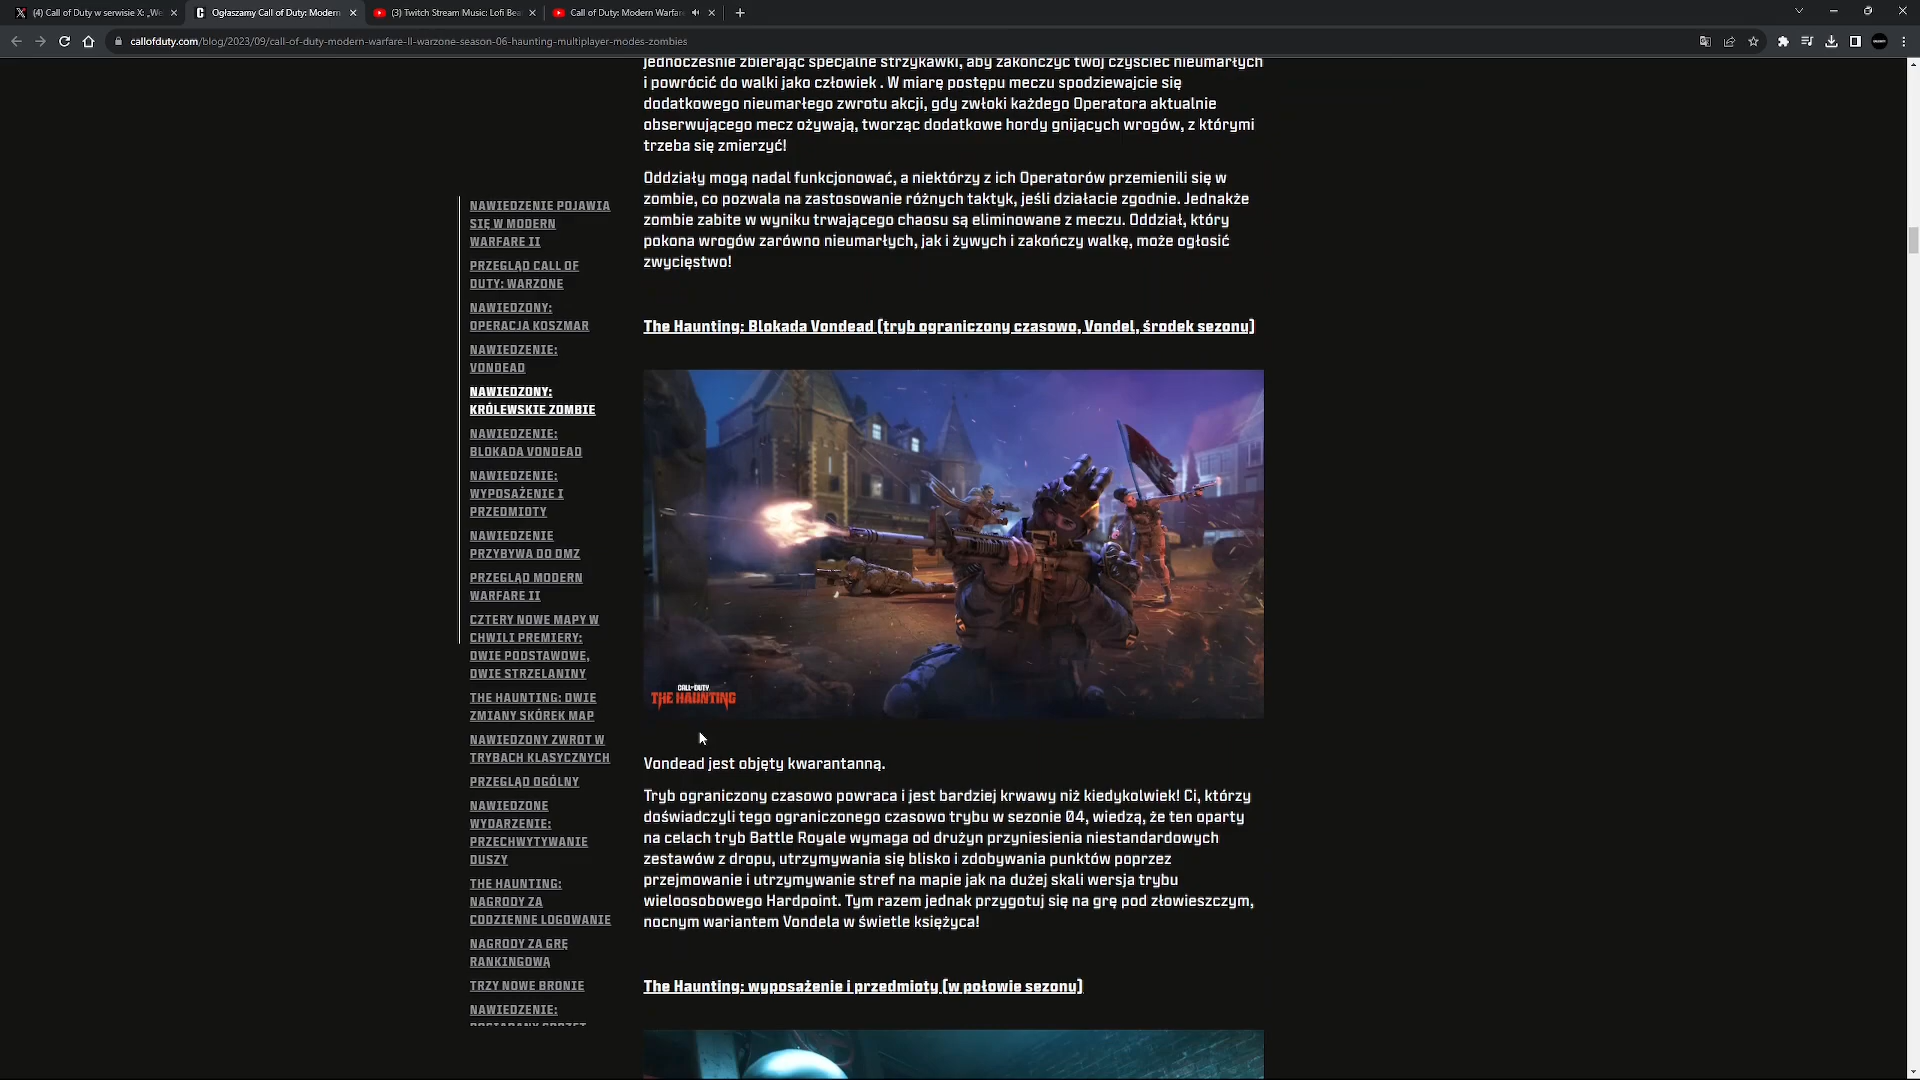 (4) Call of Duty w serwisie X: „We
Ogłaszamy Call of Duty: Modern
(3) Twitch Stream Music: Lofi Bea
Call of Duty: Modern Warfar
callofduty.com/blog/2023/09/call-of-duty-modern-warfare-II-warzone-season-06-haunting-multiplayer-modes-zombies
NAWIEDZENIE POJAWIA
SIĘ W MODERN
WARFARE II
PRZEGLĄD CALL OF
DUTY: WARZONE
NAWIEDZONY:
OPERACJA KOSZMAR
NAWIEDZENIE:
VONDEAD
NAWIEDZONY:
KRÓLEWSKIE ZOMBIE
NAWIEDZENIE:
BLOKADA VONDEAD
NAWIEDZENIE:
WYPOSAŻENIE I
PRZEDMIOTY
NAWIEDZENIE
PRZYBYWA DO DMZ
PRZEGLĄD MODERN
WARFARE II
CZTERY NOWE MAPY W
CHWILI PREMIERY:
DWIE PODSTAWOWE,
DWIE STRZELANINY
THE HAUNTING: DWIE
ZMIANY SKÓREK MAP
NAWIEDZONY ZWROT W
TRYBACH KLASYCZNYCH
PRZEGLĄD OGÓLNY
NAWIEDZONE
WYDARZENIE:
PRZECHWYTYWANIE
DUSZY
THE HAUNTING:
NAGRODY ZA
CODZIENNE LOGOWANIE
NAGRODY ZA GRĘ
RANKINGOWĄ
TRZY NOWE BRONIE
NAWIEDZENIE:
jednocześnie zbierając specjalne strzykawki, aby zakończyć twój czyściec nieumarłych
i powrócić do walki jako człowiek . W miarę postępu meczu spodziewajcie się
dodatkowego nieumarłego zwrotu akcji, gdy zwłoki każdego Operatora aktualnie
obserwującego mecz ożywają, tworząc dodatkowe hordy gnijących wrogów, z którymi
trzeba się zmierzyć!
Oddziały mogą nadal funkcjonować, a niektórzy z ich Operatorów przemienili się w
zombie, co pozwala na zastosowanie różnych taktyk, jeśli działacie zgodnie. Jednakże
zombie zabite w wyniku trwającego chaosu są eliminowane z meczu. Oddział, który
pokona wrogów zarówno nieumarłych, jak i żywych i zakończy walkę, może ogłosić
zwycięstwo!
The Haunting: Blokada Vondead (tryb ograniczony czasowo, Vondel, środek sezonu)
CALL OF DUTY
THE HAUNTING
Vondead jest objęty kwarantanną.
Tryb ograniczony czasowo powraca i jest bardziej krwawy niż kiedykolwiek! Ci, którzy
doświadczyli tego ograniczonego czasowo trybu w sezonie 04, wiedzą, że ten oparty
na celach tryb Battle Royale wymaga od drużyn przyniesienia niestandardowych
zestawów z dropu, utrzymywania się blisko i zdobywania punktów poprzez
przejmowanie i utrzymywanie stref na mapie jak na dużej skali wersja trybu
wieloosobowego Hardpoint. Tym razem jednak przygotuj się na grę pod złowieszczym,
nocnym wariantem Vondela w świetle księżyca!
The Haunting: wyposażenie i przedmioty (w połowie sezonu)